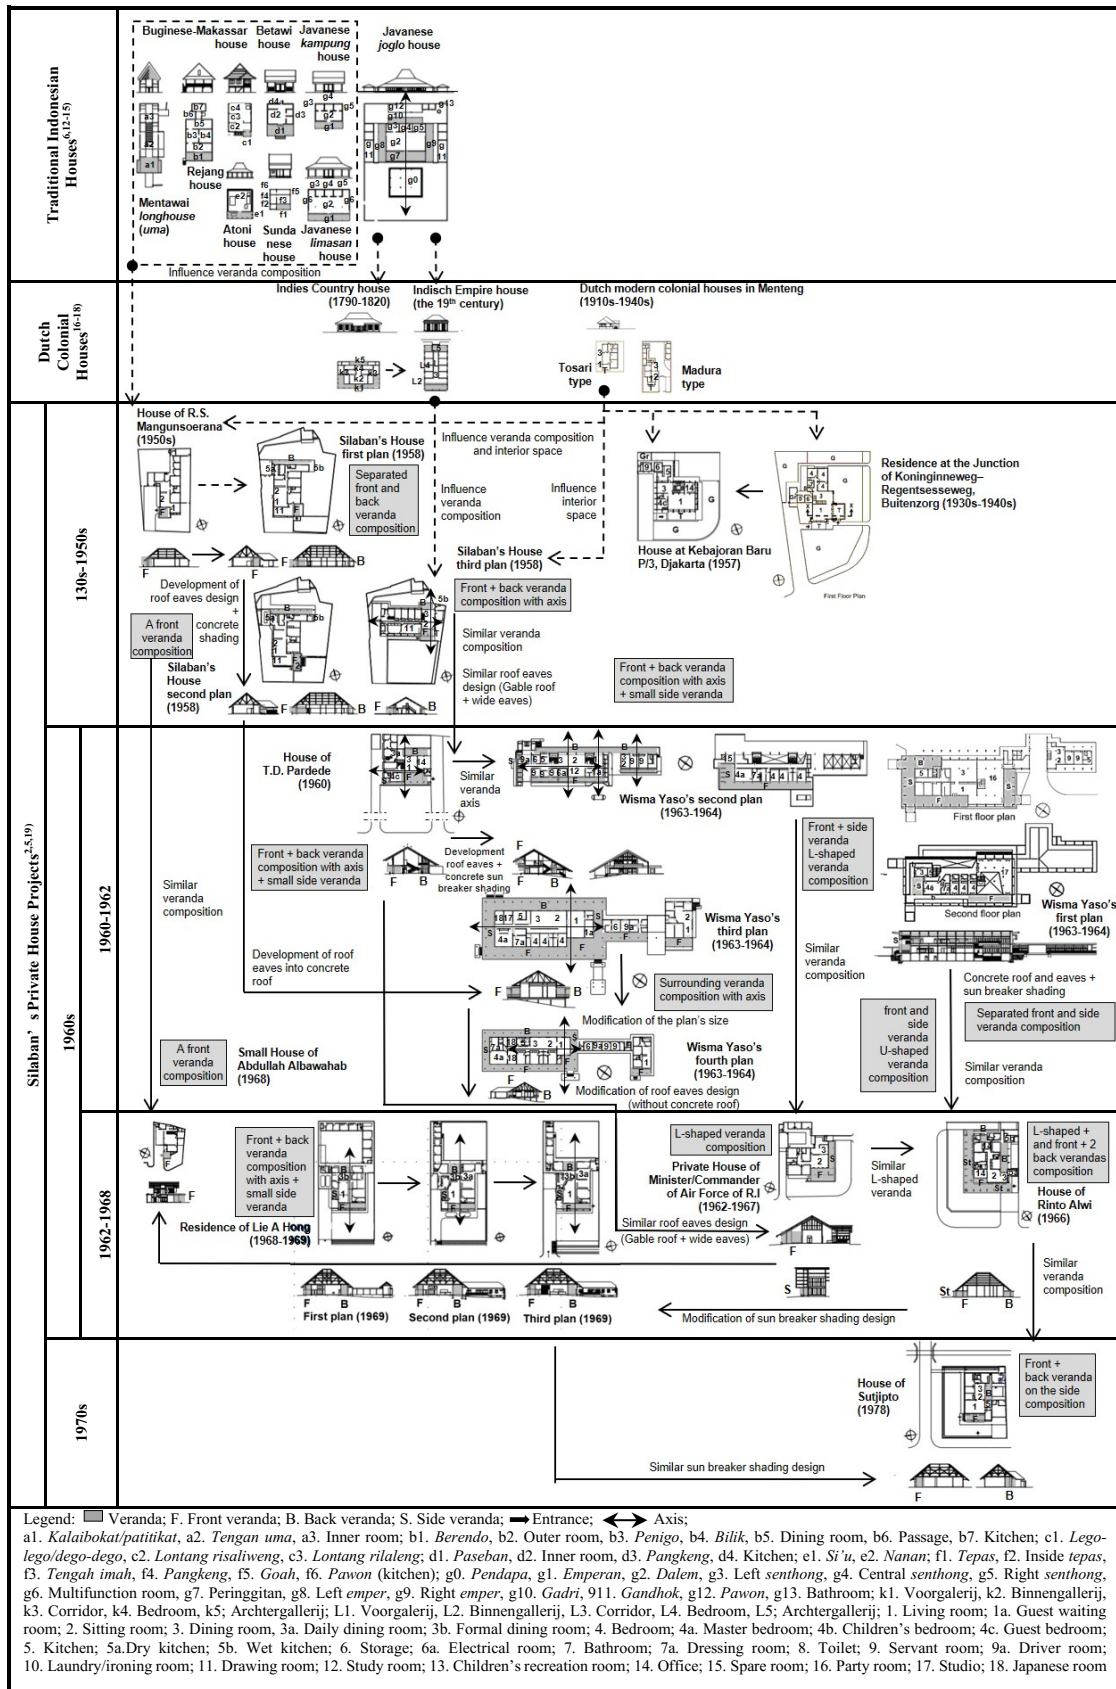 Traditional Indonesian
Houses6,12-15)
Buginese-Makassar
house
Betawi
house
Javanese
kampung
house
Javanese
joglo house
Rejang
house
Mentawai
longhouse
(uma)
Atoni
house
Sunda
nese
house
Javanese
limasan
house
Influence veranda composition
Dutch
Colonial
Houses16-18)
Indies Country house
(1790-1820)
Indisch Empire house
(the 19th century)
Dutch modern colonial houses in Menteng
(1910s-1940s)
Tosari
type
Madura
type
Silaban’ s Private House Projects2,5,19)
130s-1950s
House of R.S.
Mangunsoerana
(1950s)
Silaban’s House
first plan (1958)
Separated
front and
back
veranda
composition
Influence veranda composition
and interior space
Influence
veranda
composition
Influence
interior
space
Residence at the Junction
of Koninginneweg–
Regentsesseweg,
Buitenzorg (1930s-1940s)
House at Kebajoran Baru
P/3, Djakarta (1957)
First Floor Plan
Silaban’s House
third plan (1958)
Front + back veranda
composition with axis
Development of
roof eaves design
+
concrete
shading
A front
veranda
composition
Silaban’s
House
second plan
(1958)
Similar veranda
composition
Similar roof eaves
design (Gable roof
+ wide eaves)
Front + back veranda
composition with axis
+ small side veranda
1960s
1960-1962
House of
T.D. Pardede
(1960)
Similar
veranda
axis
Wisma Yaso’s second plan
(1963-1964)
First floor plan
Front + back veranda
composition with axis
+ small side veranda
Development
roof eaves +
concrete sun
breaker shading
Front + side
veranda
L-shaped
veranda
composition
Second floor plan
Wisma Yaso’s
first plan
(1963-1964)
Similar
veranda
composition
Wisma Yaso’s
third plan
(1963-1964)
Development of roof
eaves into concrete
roof
Surrounding veranda
composition with axis
Similar
veranda
composition
Concrete roof and eaves +
sun breaker shading
Separated front and side
veranda composition
Modification of the plan’s size
front and
side
veranda
U-shaped
veranda
composition
A front
veranda
composition
Small House of
Abdullah Albawahab
(1968)
Wisma Yaso’s
fourth plan
(1963-1964)
Similar veranda
composition
Modification of roof eaves design
(without concrete roof)
1962-1968
Front + back
veranda
composition
with axis +
small side
veranda
Residence of Lie A Hong
(1968-1969)
L-shaped veranda
composition
Private House of
Minister/Commander
of Air Force of R.I
(1962-1967)
Similar
L-shaped
veranda
L-shaped +
and front + 2
back verandas
composition
House of
Rinto Alwi
(1966)
Similar roof eaves design
(Gable roof + wide eaves)
Similar
veranda
composition
First plan (1969)
Second plan (1969)
Third plan (1969)
Modification of sun breaker shading design
1970s
House of
Sutjipto
(1978)
Front +
back veranda
on the side
composition
Similar sun breaker shading design
Legend: Veranda; F. Front veranda; B. Back veranda; S. Side veranda; Entrance; Axis;
a1. Kalaibokat/patitikat, a2. Tengan uma, a3. Inner room; b1. Berendo, b2. Outer room, b3. Penigo, b4. Bilik, b5. Dining room, b6. Passage, b7. Kitchen; c1. Lego-
lego/dego-dego, c2. Lontang risaliweng, c3. Lontang rilaleng; d1. Paseban, d2. Inner room, d3. Pangkeng, d4. Kitchen; e1. Si’u, e2. Nanan; f1. Tepas, f2. Inside tepas,
f3. Tengah imah, f4. Pangkeng, f5. Goah, f6. Pawon (kitchen); g0. Pendapa, g1. Emperan, g2. Dalem, g3. Left senthong, g4. Central senthong, g5. Right senthong,
g6. Multifunction room, g7. Peringgitan, g8. Left emper, g9. Right emper, g10. Gadri, 911. Gandhok, g12. Pawon, g13. Bathroom; k1. Voorgalerij, k2. Binnengallerij,
k3. Corridor, k4. Bedroom, k5; Archtergallerij; L1. Voorgalerij, L2. Binnengallerij, L3. Corridor, L4. Bedroom, L5; Archtergallerij; 1. Living room; 1a. Guest waiting
room; 2. Sitting room; 3. Dining room, 3a. Daily dining room; 3b. Formal dining room; 4. Bedroom; 4a. Master bedroom; 4b. Children’s bedroom; 4c. Guest bedroom;
5. Kitchen; 5a.Dry kitchen; 5b. Wet kitchen; 6. Storage; 6a. Electrical room; 7. Bathroom; 7a. Dressing room; 8. Toilet; 9. Servant room; 9a. Driver room;
10. Laundry/ironing room; 11. Drawing room; 12. Study room; 13. Children’s recreation room; 14. Office; 15. Spare room; 16. Party room; 17. Studio; 18. Japanese room